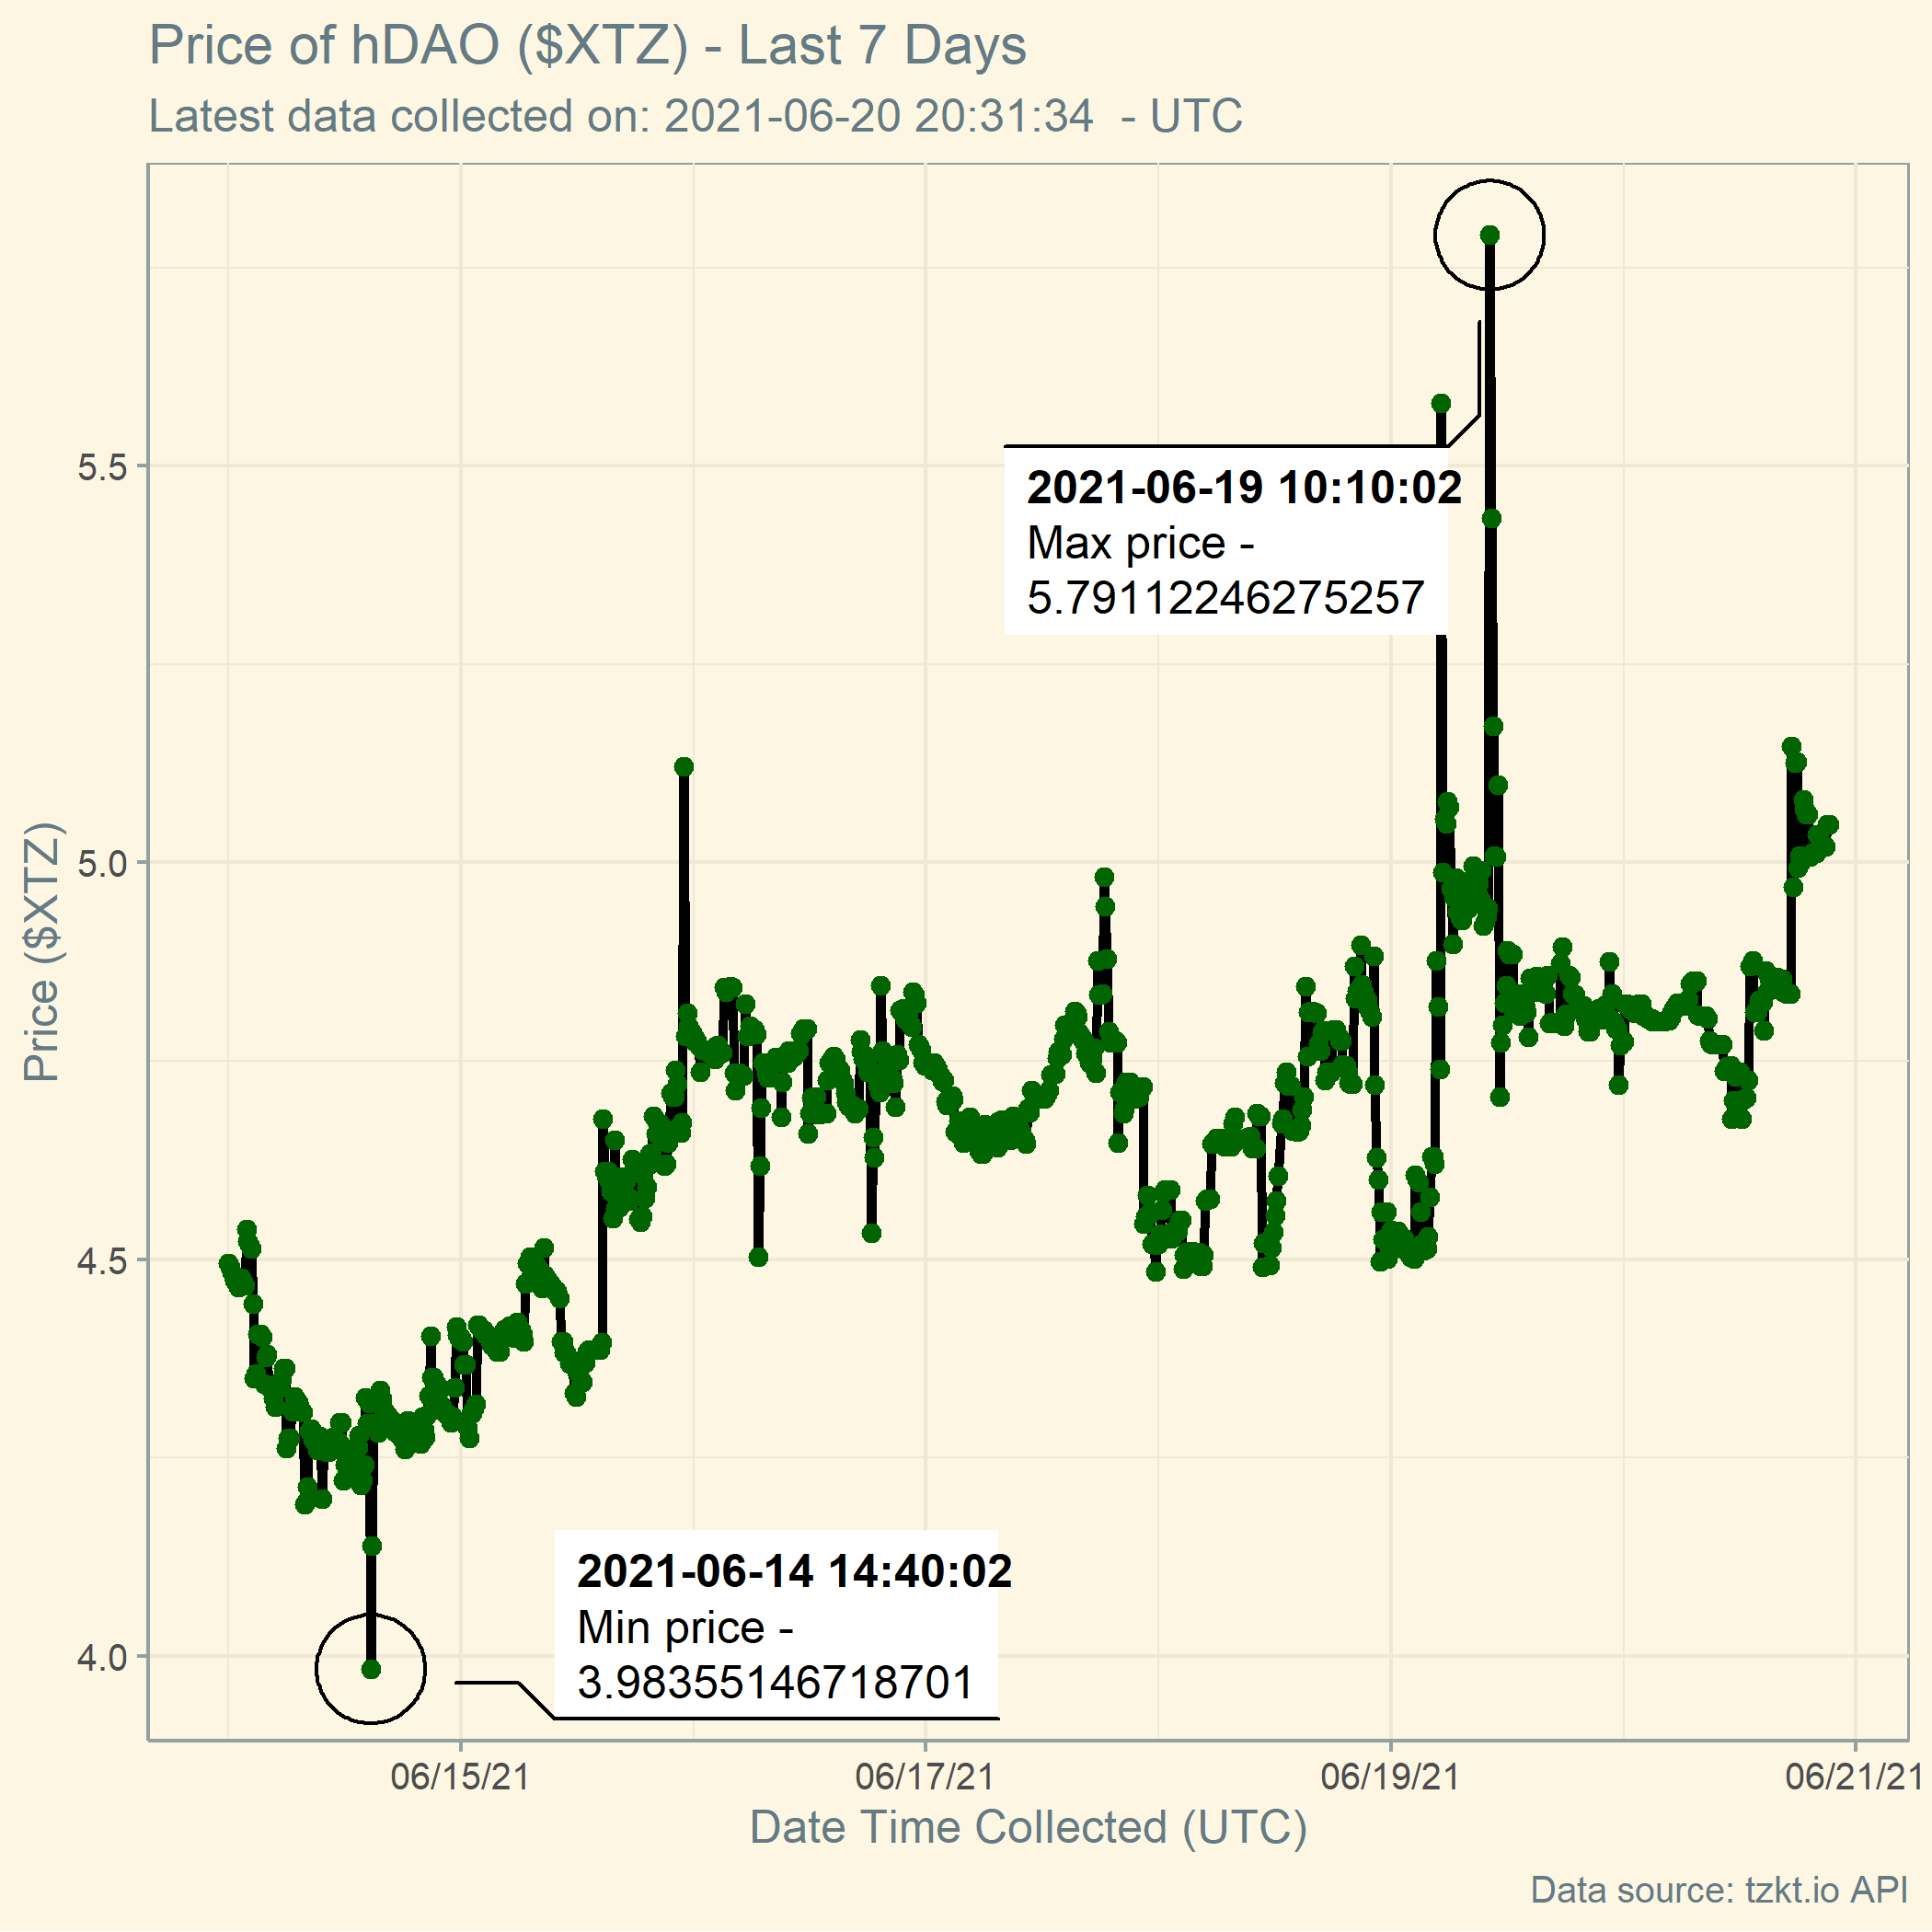 Price of hDAO ($XTZ) - Last 7 Days
Latest data collected on: 2021-06-20 20:31:34  - UTC
Price ($XTZ)
5.5
5.0
4.5
4.0
2021-06-19 10:10:02
Max price -
5.79112246275257
2021-06-14 14:40:02
Min price -
3.98355146718701
06/15/21
06/17/21
06/19/21
06/21/21
Date Time Collected (UTC)
Data source: tzkt.io API